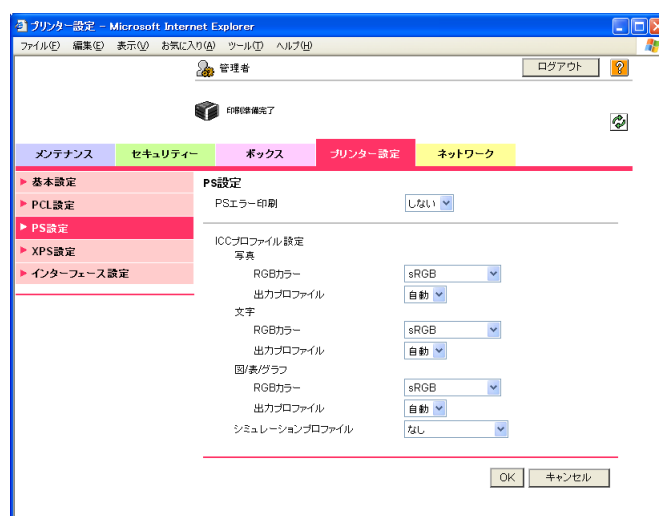 プリンター設定 - Microsoft Internet Explorer
ファイル(F) 編集(E) 表示(V) お気に入り(A) ツール(T) ヘルプ(H)
管理者 ログアウト ?
印刷準備完了
メンテナンス セキュリティー ボックス プリンター設定 ネットワーク
基本設定
PCL設定
PS設定
XPS設定
インターフェース設定
PS設定
PSエラー印刷 しない
ICCプロファイル設定
写真
RGBカラー sRGB
出力プロファイル 自動
文字
RGBカラー sRGB
出力プロファイル 自動
図/表/グラフ
RGBカラー sRGB
出力プロファイル 自動
シミュレーションプロファイル なし
OK キャンセル